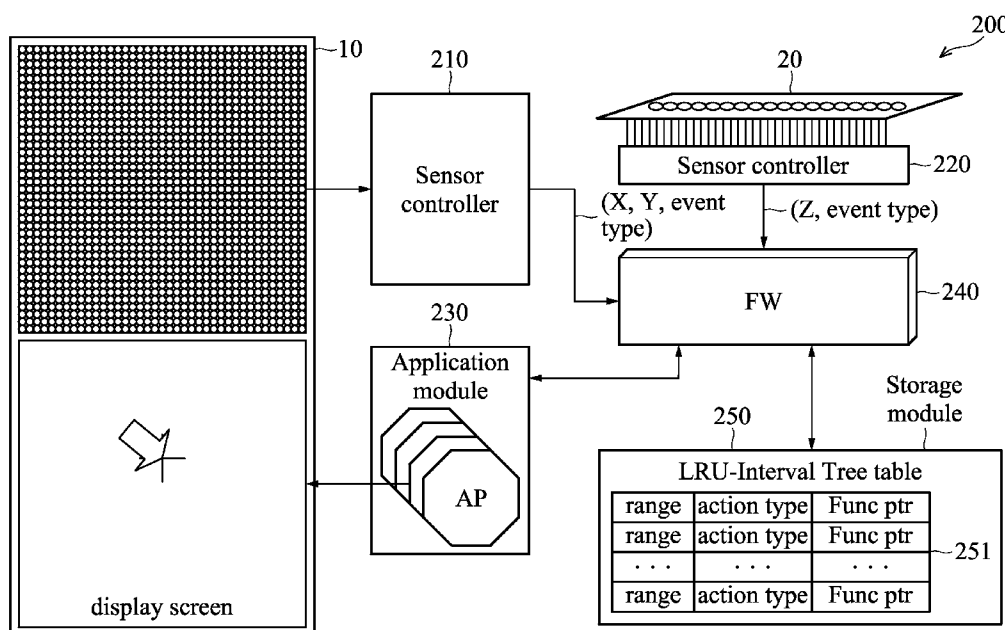 200
10
210
20
Sensor
controller
Sensor controller
220
(X, Y, event
type)
(Z, event type)
FW
240
230
Application
module
AP
Storage
module
250
LRU-Interval Tree table
range action type Func ptr
range action type Func ptr
· · · · · · · · ·
range action type Func ptr
251
display screen